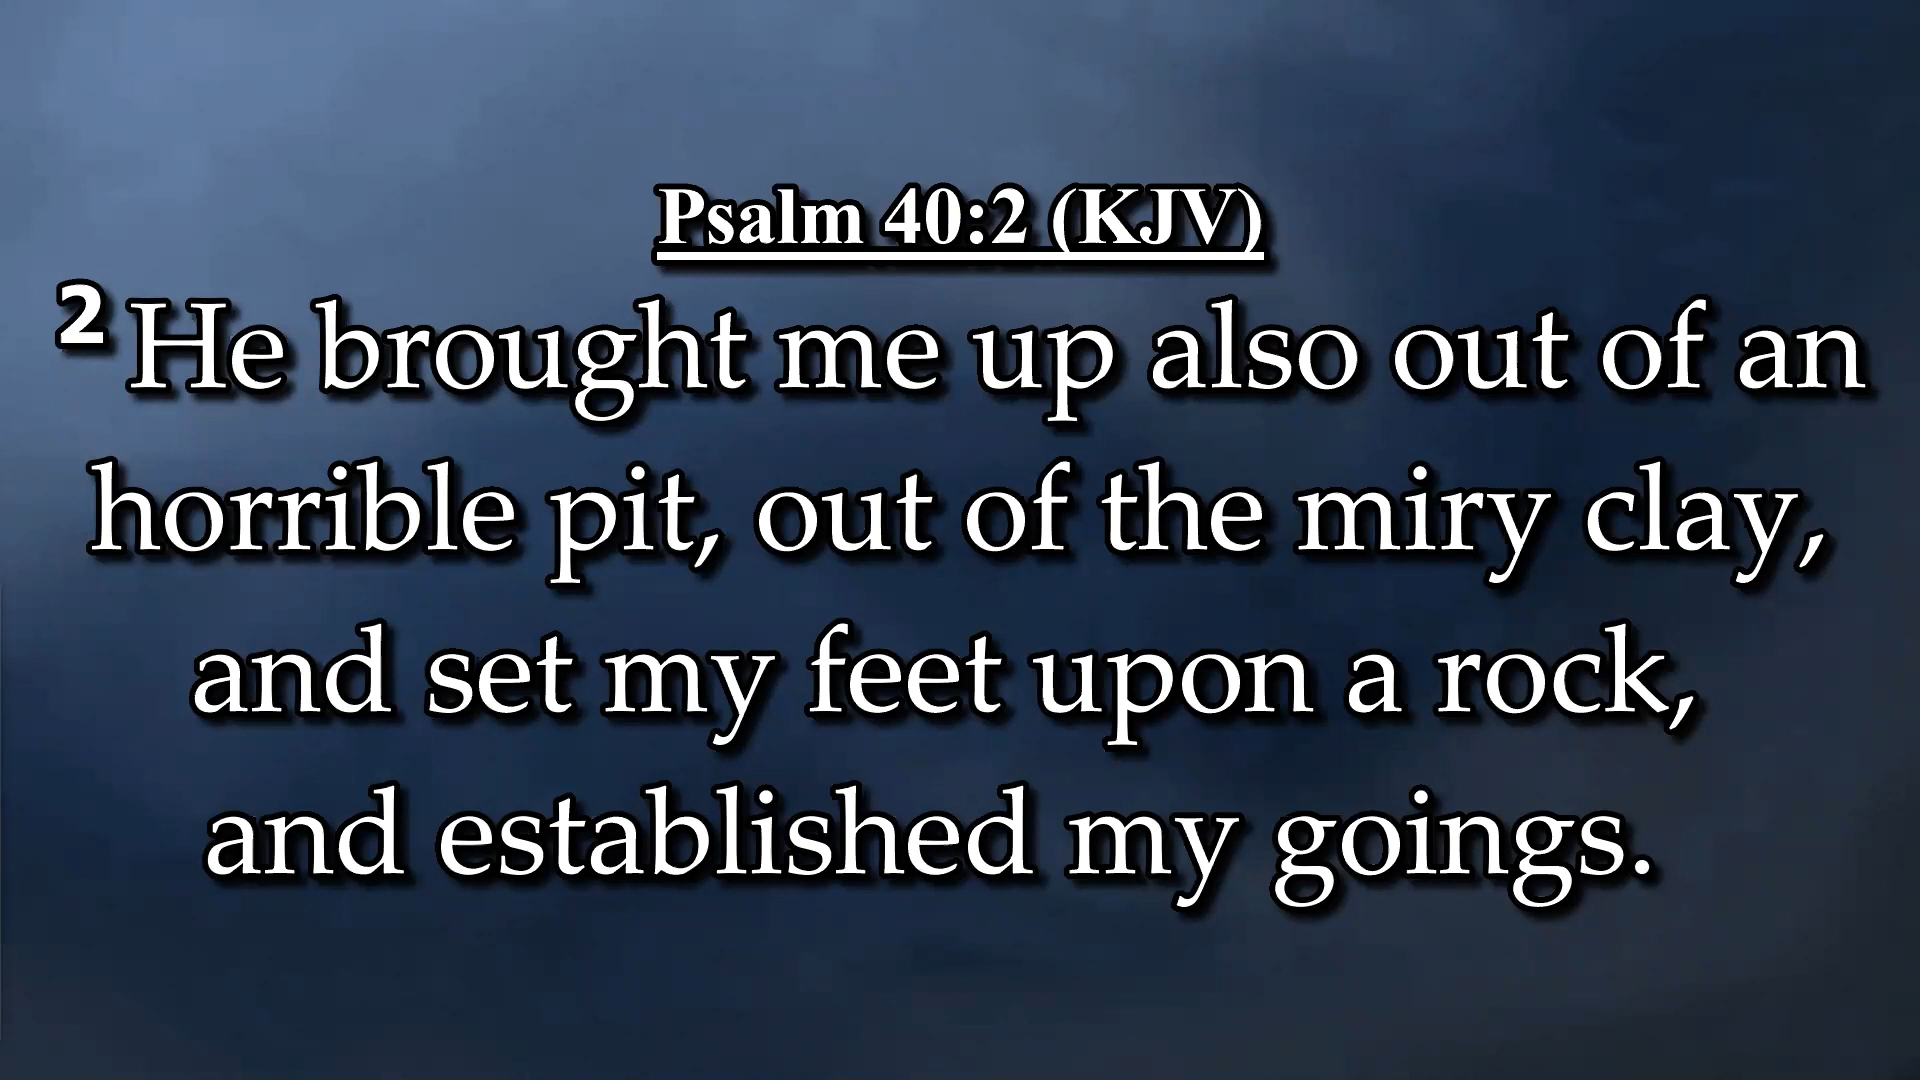 Psalm 40:2 (KJV)
2 He brought me up also out of an
horrible pit, out of the miry clay,
and set my feet upon a rock,
and established my goings.